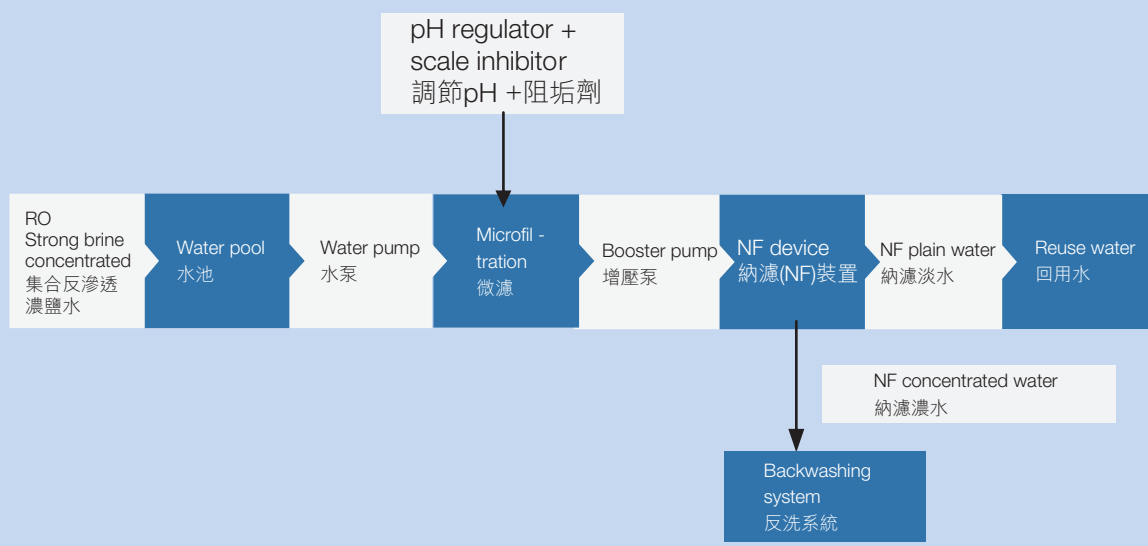 pH regulator +
scale inhibitor
調節pH +阻垢劑
RO
Strong brine
concentrated
集合反滲透
濃鹽水
Water pool
水池
Water pump
水泵
Microfil -
tration
微濾
Booster pump
增壓泵
NF device
納濾(NF)裝置
NF plain water
納濾淡水
Reuse water
回用水
NF concentrated water
納濾濃水
Backwashing
system
反洗系統